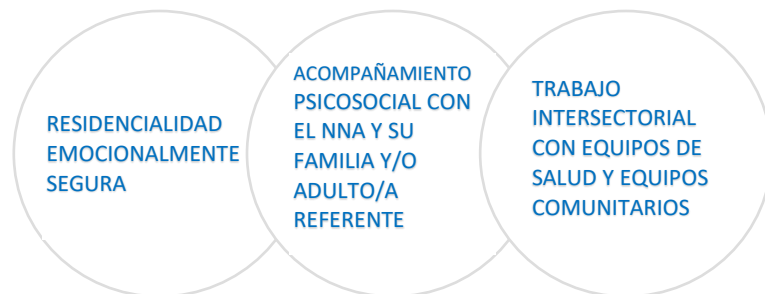 RESIDENCIALIDAD
EMOCIONALMENTE
SEGURA
ACOMPAÑAMIENTO
PSICOSOCIAL CON
EL NNA Y SU
FAMILIA Y/O
ADULTO/A
REFERENTE
TRABAJO
INTERSECTORIAL
CON EQUIPOS DE
SALUD Y EQUIPOS
COMUNITARIOS